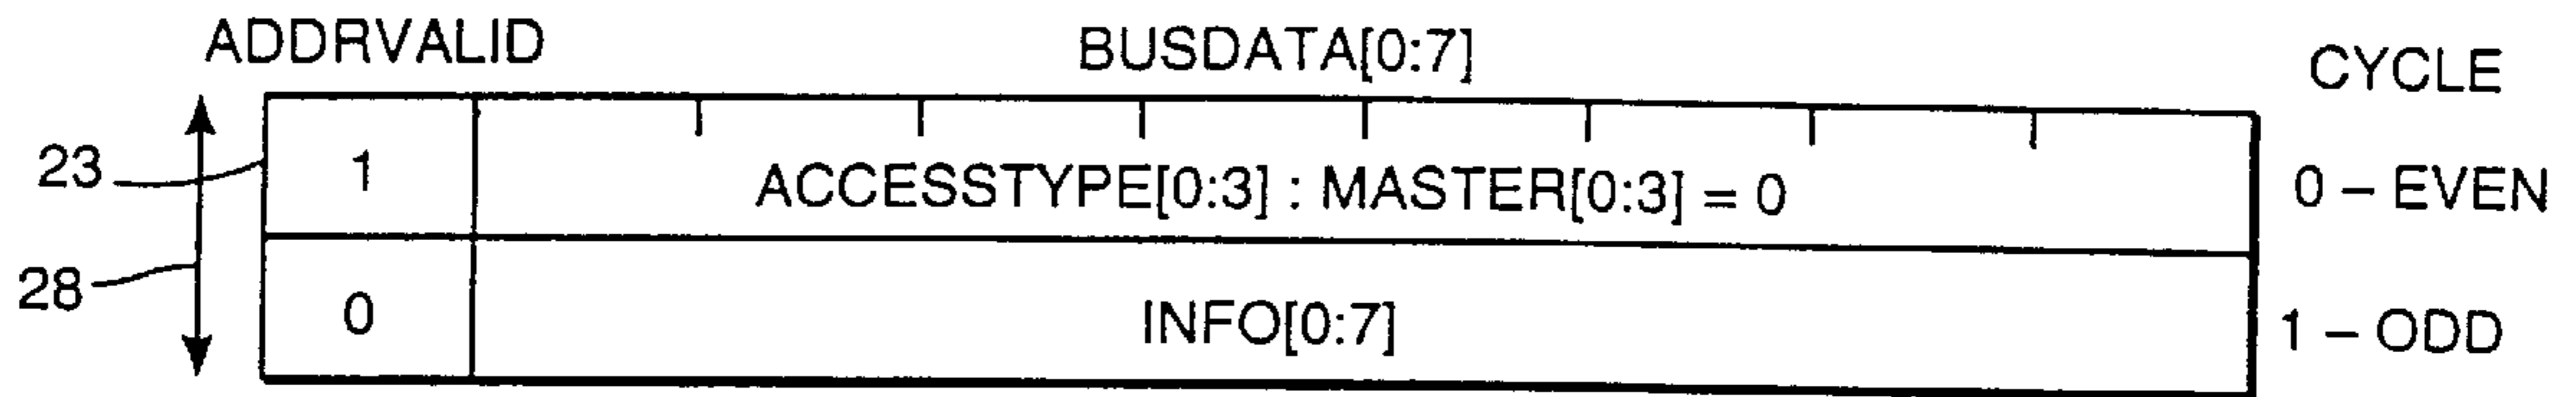 ADDRVALID BUSDATA[0:7] CYCLE
23 1 ACCESSTYPE[0:3] : MASTER[0:3] = 0 0 – EVEN
28 0 INFO[0:7] 1 – ODD